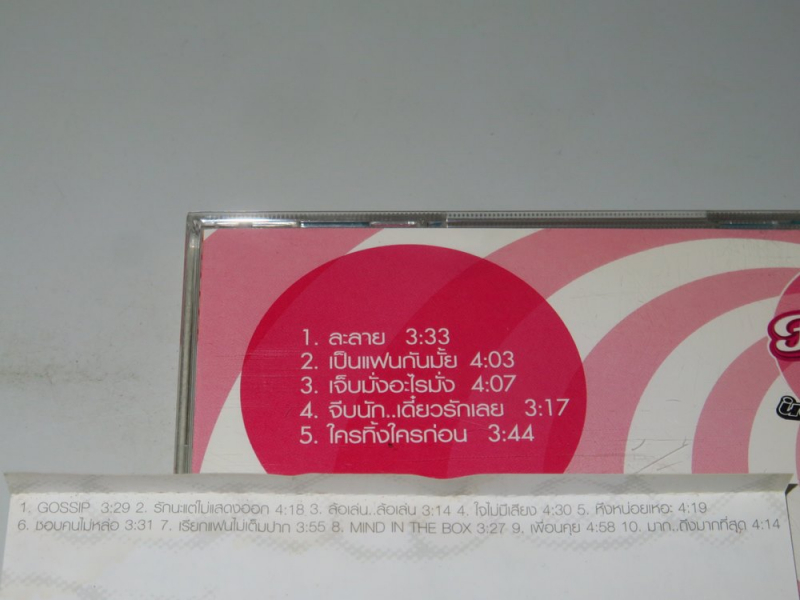 1. ละลาย 3:33
2. เป็นแฟนกันมั้ย 4:03
3. เจ็บมั่งอะไรมั่ง 4:07
4. จีบนัก..เดี๋ยวรักเลย 3:17
5. ใครทิ้งใครก่อน 3:44
1. GOSSIP 3:29 2. รักนะแต่ไม่แสดงออก 4:18 3. ล้อเล่น..ล้อเล่น 3:14 4. ใจไม่มีเสียง 4:30 5. หึงหน่อยเหอะ 4:19
6. ชอบคนไม่หล่อ 3:31 7. เรียกแฟนไม่เต็มปาก 3:55 8. MIND IN THE BOX 3:27 9. เพื่อนคุย 4:58 10. มาก..ถึงมากที่สุด 4:14